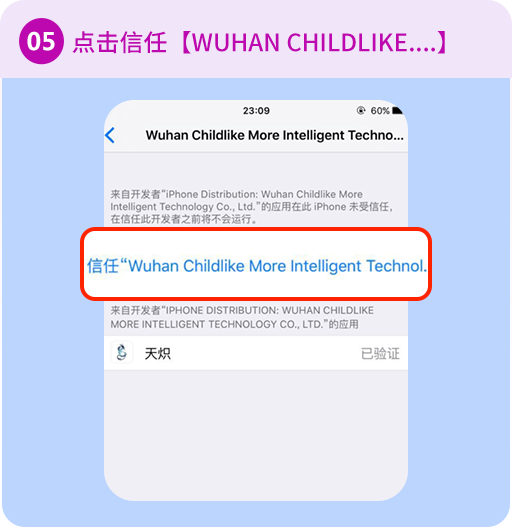 05 点击信任【WUHAN CHILDLIKE....】
23:09 60%
Wuhan Childlike More Intelligent Techno...
来自开发者“iPhone Distribution: Wuhan Childlike More
Intelligent Technology Co., Ltd.”的应用在此 iPhone 未受信任，
在信任此开发者之前将不会运行。
信任“Wuhan Childlike More Intelligent Technol.
来自开发者“IPHONE DISTRIBUTION: WUHAN CHILDLIKE
MORE INTELLIGENT TECHNOLOGY CO., LTD.”的应用
天炽 已验证